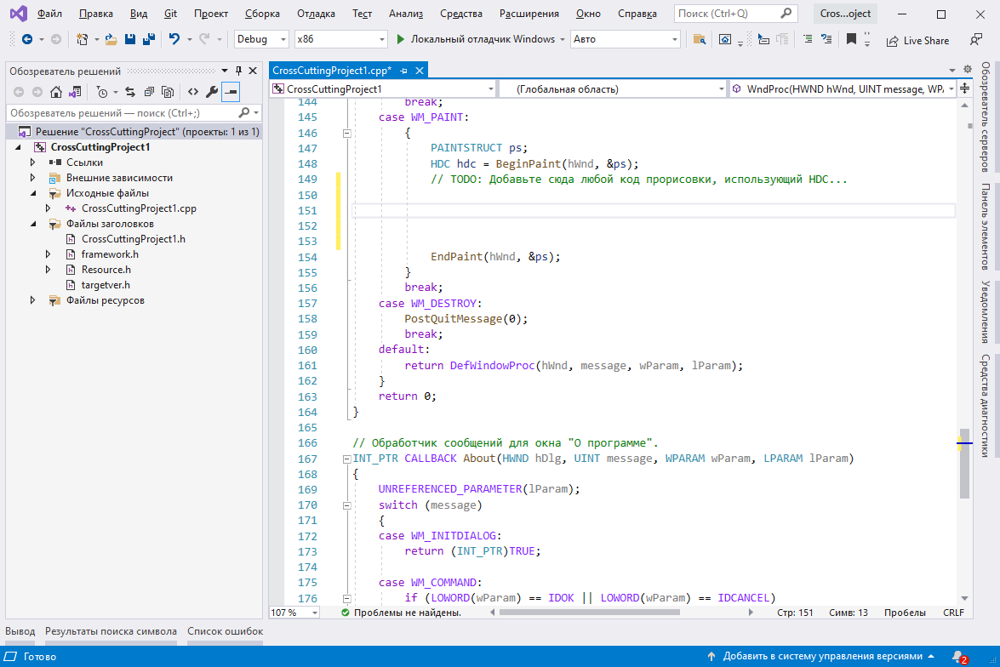 Файл Правка Вид Git Проект Сборка Отладка Тест Анализ Средства Расширения Окно Справка Поиск (Ctrl+Q) Cros...oject
Debug x86 Локальный отладчик Windows Авто Live Share
Обозреватель решений
Обозреватель решений — поиск (Ctrl+;)
Решение "CrossCuttingProject" (проекты: 1 из 1)
CrossCuttingProject1
Ссылки
Внешние зависимости
Исходные файлы
CrossCuttingProject1.cpp
Файлы заголовков
CrossCuttingProject1.h
framework.h
Resource.h
targetver.h
Файлы ресурсов
CrossCuttingProject1.cpp*
CrossCuttingProject1 (Глобальная область) WndProc(HWND hWnd, UINT message, WPA
144 break;
145 case WM_PAINT:
146 {
147 PAINTSTRUCT ps;
148 HDC hdc = BeginPaint(hWnd, &ps);
149 // TODO: Добавьте сюда любой код прорисовки, использующий HDC...
150
151
152
153
154 EndPaint(hWnd, &ps);
155 }
156 break;
157 case WM_DESTROY:
158 PostQuitMessage(0);
159 break;
160 default:
161 return DefWindowProc(hWnd, message, wParam, lParam);
162 }
163 return 0;
164 }
165
166 // Обработчик сообщений для окна "О программе".
167 INT_PTR CALLBACK About(HWND hDlg, UINT message, WPARAM wParam, LPARAM lParam)
168 {
169 UNREFERENCED_PARAMETER(lParam);
170 switch (message)
171 {
172 case WM_INITDIALOG:
173 return (INT_PTR)TRUE;
174
175 case WM_COMMAND:
176 if (LOWORD(wParam) == IDOK || LOWORD(wParam) == IDCANCEL)
107 % Проблемы не найдены. Стр: 151 Симв: 13 Пробелы CRLF
Обозреватель серверов
Панель элементов
Уведомления
Средства диагностики
Вывод Результаты поиска символа Список ошибок
Готово Добавить в систему управления версиями 2